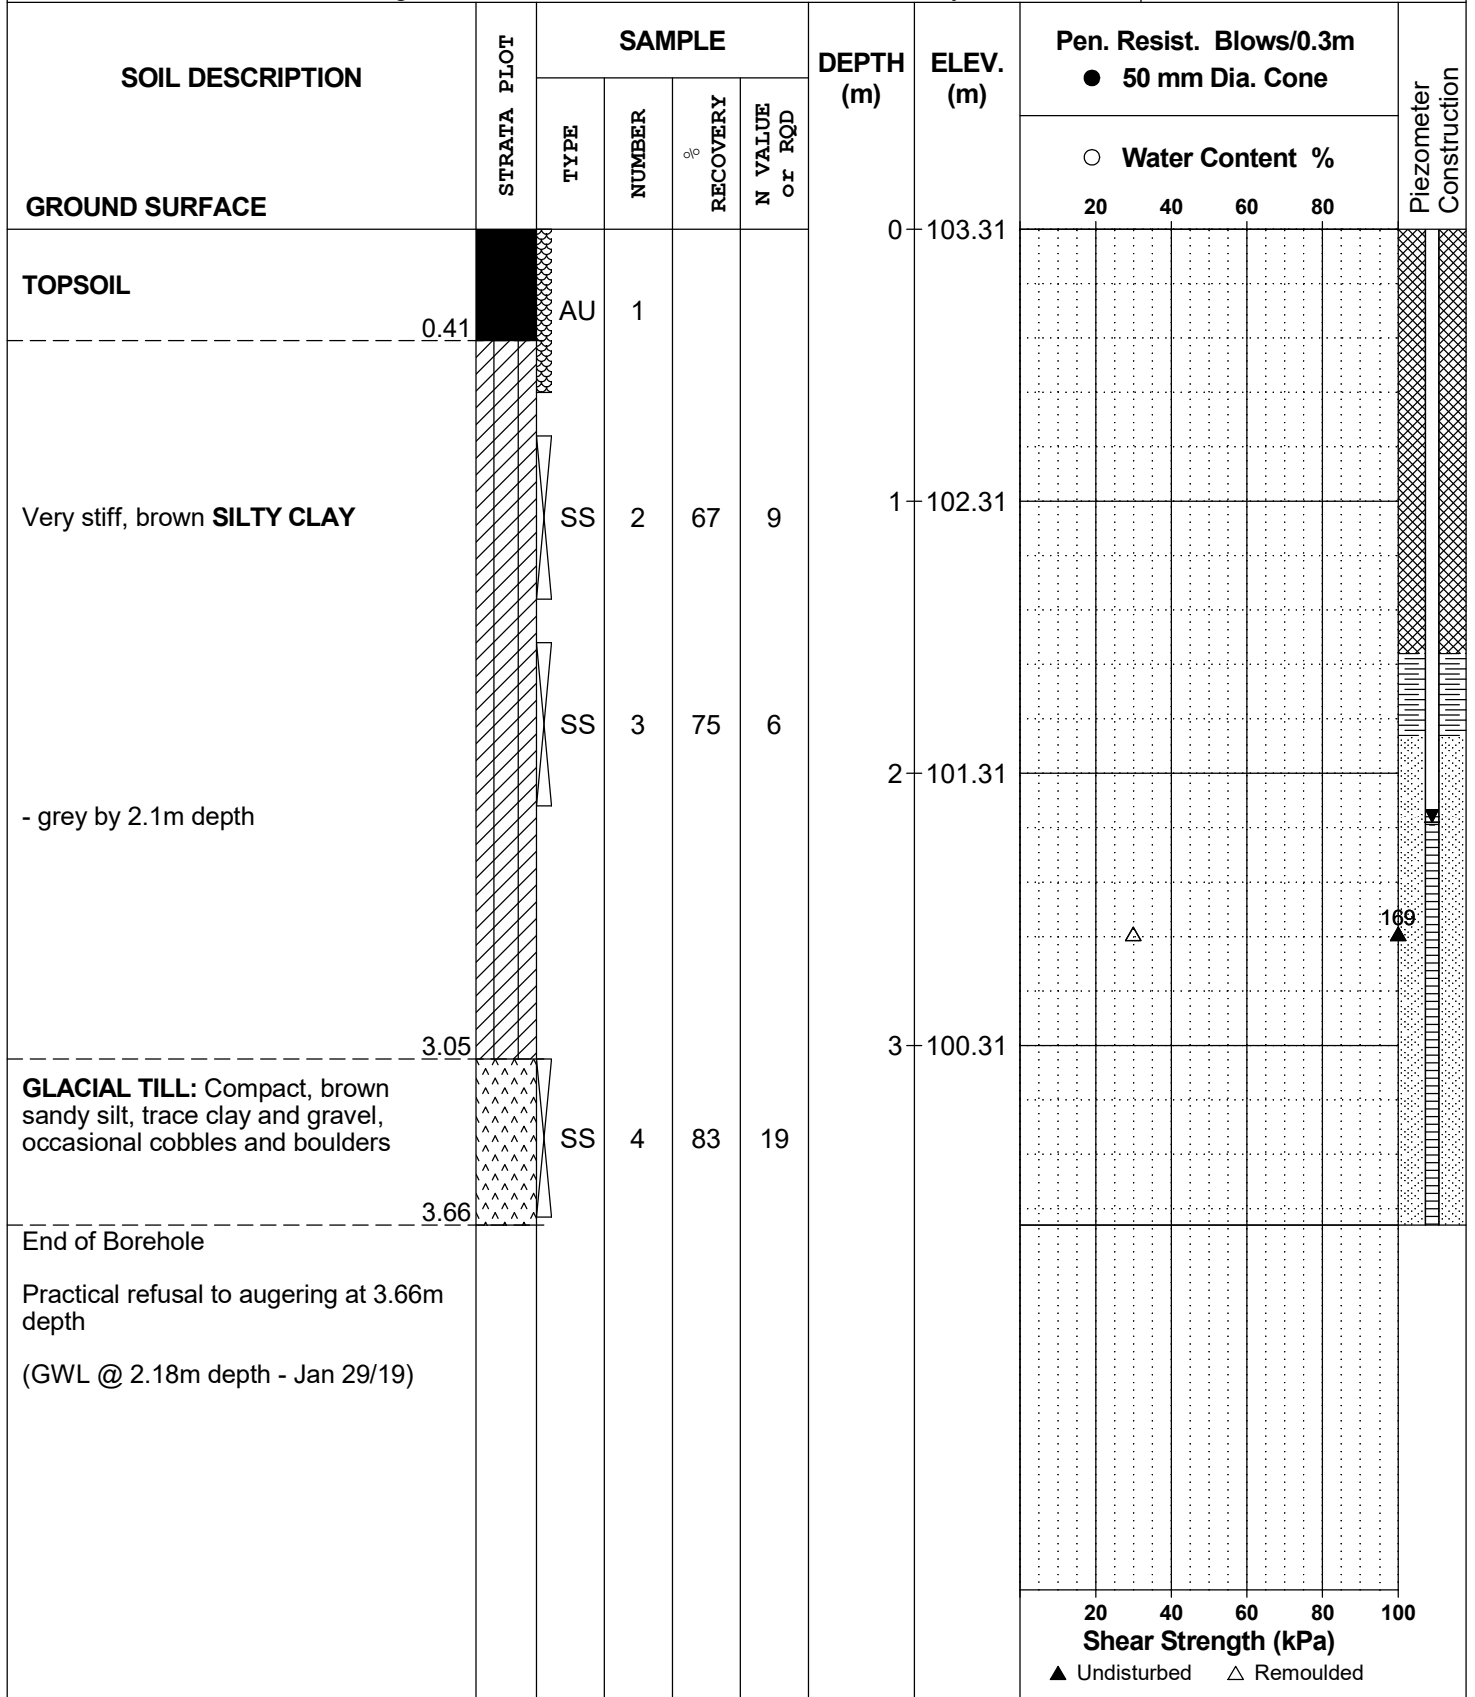 SOIL DESCRIPTION
GROUND SURFACE
STRATA PLOT
SAMPLE
TYPE
NUMBER
% RECOVERY
N VALUE or RQD
DEPTH (m)
ELEV. (m)
Pen. Resist. Blows/0.3m
● 50 mm Dia. Cone
○ Water Content %
20 40 60 80
Piezometer Construction
0 103.31
TOPSOIL
AU 1
0.41
1 102.31
Very stiff, brown SILTY CLAY
SS 2 67 9
SS 3 75 6
2 101.31
- grey by 2.1m depth
169
3.05
3 100.31
GLACIAL TILL: Compact, brown
sandy silt, trace clay and gravel,
occasional cobbles and boulders
SS 4 83 19
3.66
End of Borehole
Practical refusal to augering at 3.66m
depth
(GWL @ 2.18m depth - Jan 29/19)
20 40 60 80 100
Shear Strength (kPa)
▲ Undisturbed △ Remoulded